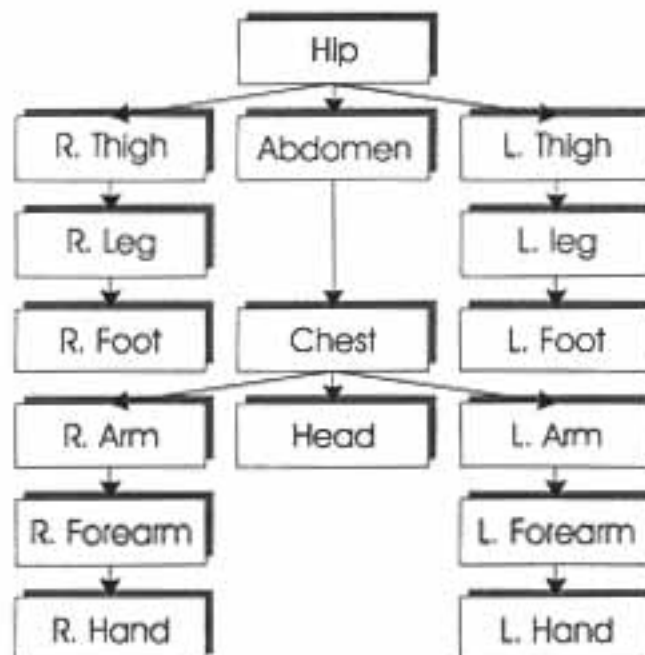 Hip
R. Thigh Abdomen L. Thigh
R. Leg L. leg
R. Foot Chest L. Foot
R. Arm Head L. Arm
R. Forearm L. Forearm
R. Hand L. Hand